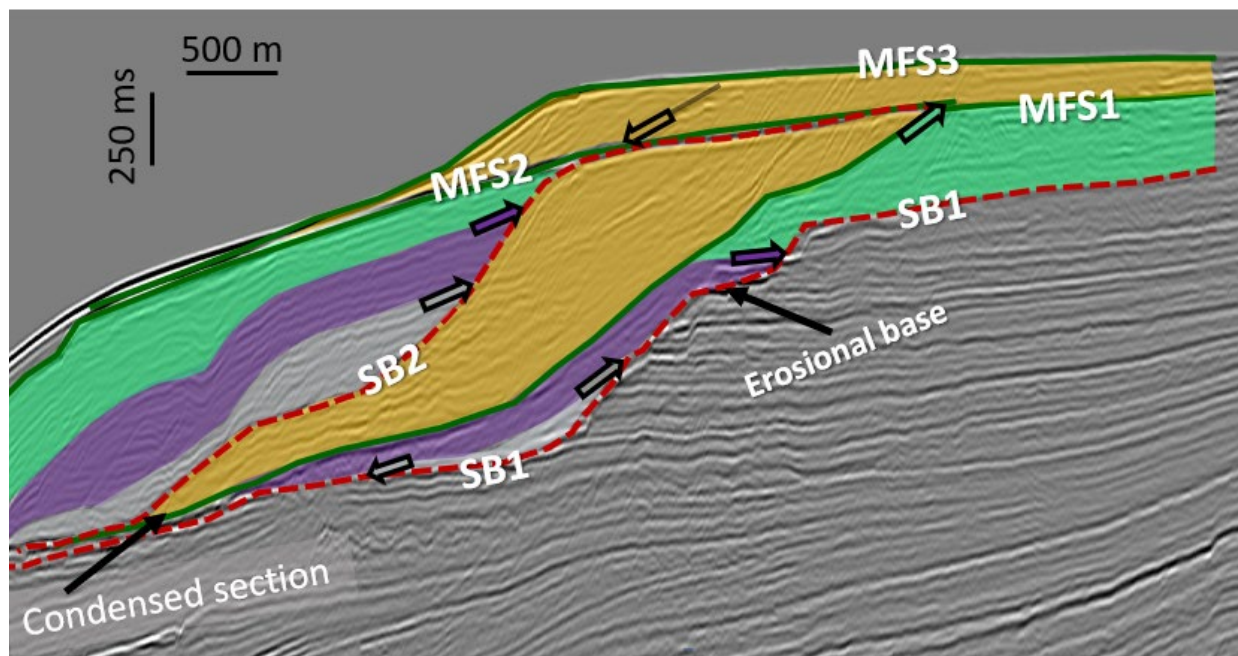 500 m
250 ms
MFS3
MFS1
MFS2
SB1
SB2
Erosional base
SB1
Condensed section